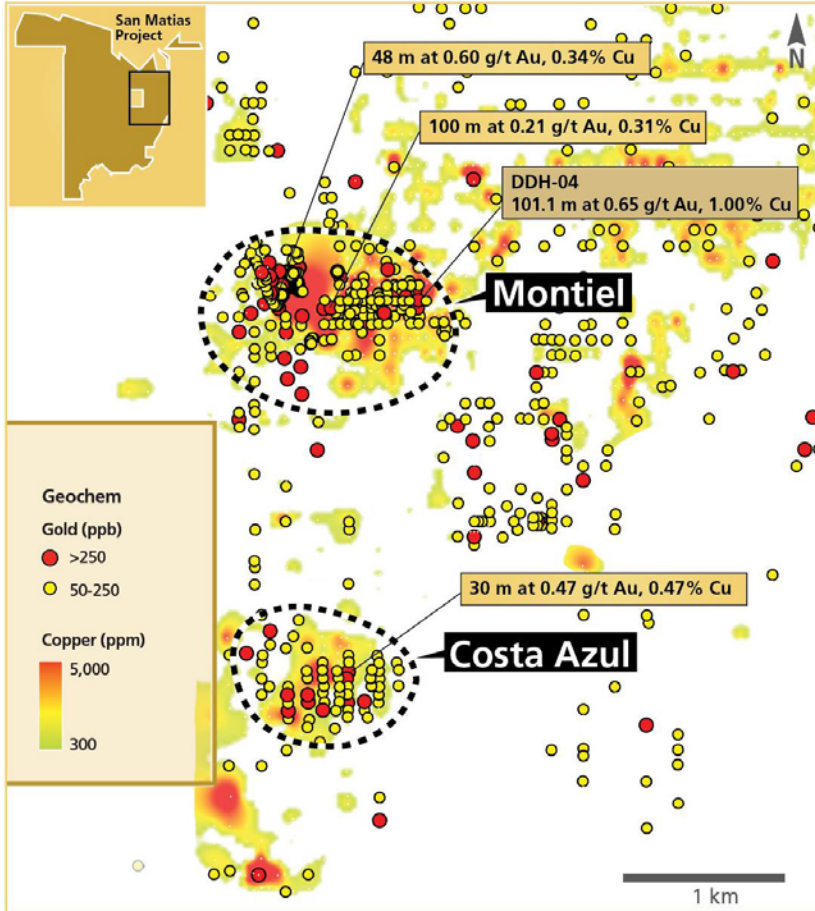 San Matias
Project
N
48 m at 0.60 g/t Au, 0.34% Cu
100 m at 0.21 g/t Au, 0.31% Cu
DDH-04
101.1 m at 0.65 g/t Au, 1.00% Cu
Montiel
Geochem
Gold (ppb)
>250
50-250
Copper (ppm)
5,000
300
30 m at 0.47 g/t Au, 0.47% Cu
Costa Azul
1 km